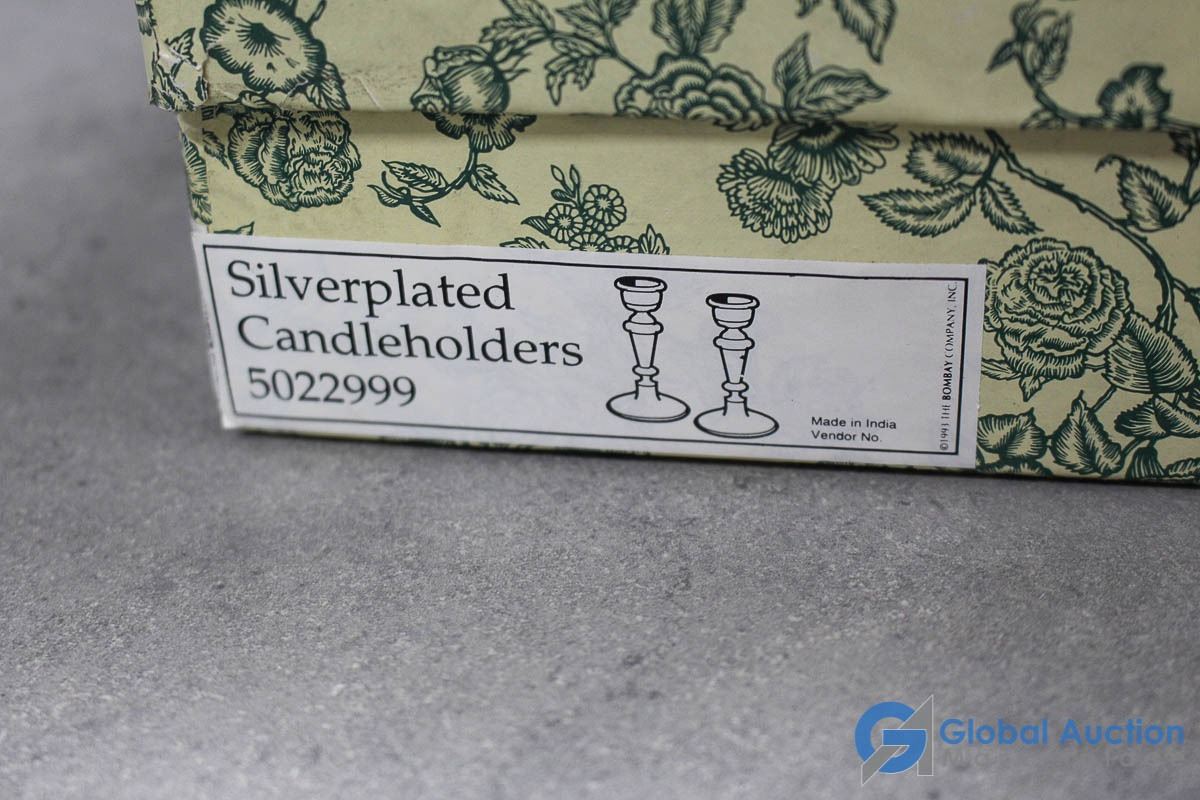 Silverplated
Candleholders
5022999
Made in India
Vendor No.
©1993 THE BOMBAY COMPANY, INC.
Global Auction